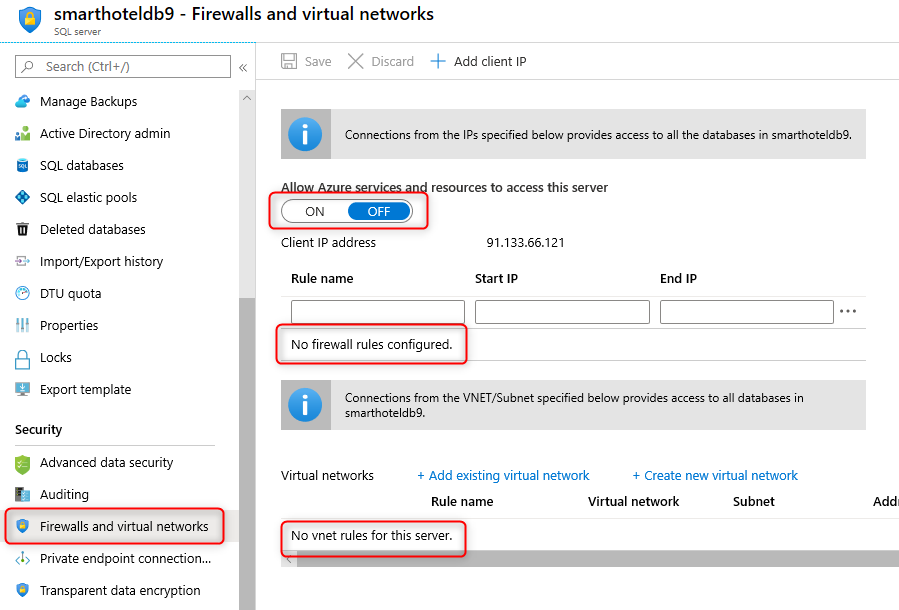 smarthoteldb9 - Firewalls and virtual networks
SQL server
Search (Ctrl+/)
«
Manage Backups
Active Directory admin
SQL databases
SQL elastic pools
Deleted databases
Import/Export history
DTU quota
Properties
Locks
Export template
Security
Advanced data security
Auditing
Firewalls and virtual networks
Private endpoint connection...
Transparent data encryption
Save Discard + Add client IP
Connections from the IPs specified below provides access to all the databases in smarthoteldb9.
Allow Azure services and resources to access this server
ON OFF
Client IP address 91.133.66.121
Rule name Start IP End IP
...
No firewall rules configured.
Connections from the VNET/Subnet specified below provides access to all databases in
smarthoteldb9.
Virtual networks + Add existing virtual network + Create new virtual network
Rule name Virtual network Subnet Addr
No vnet rules for this server.